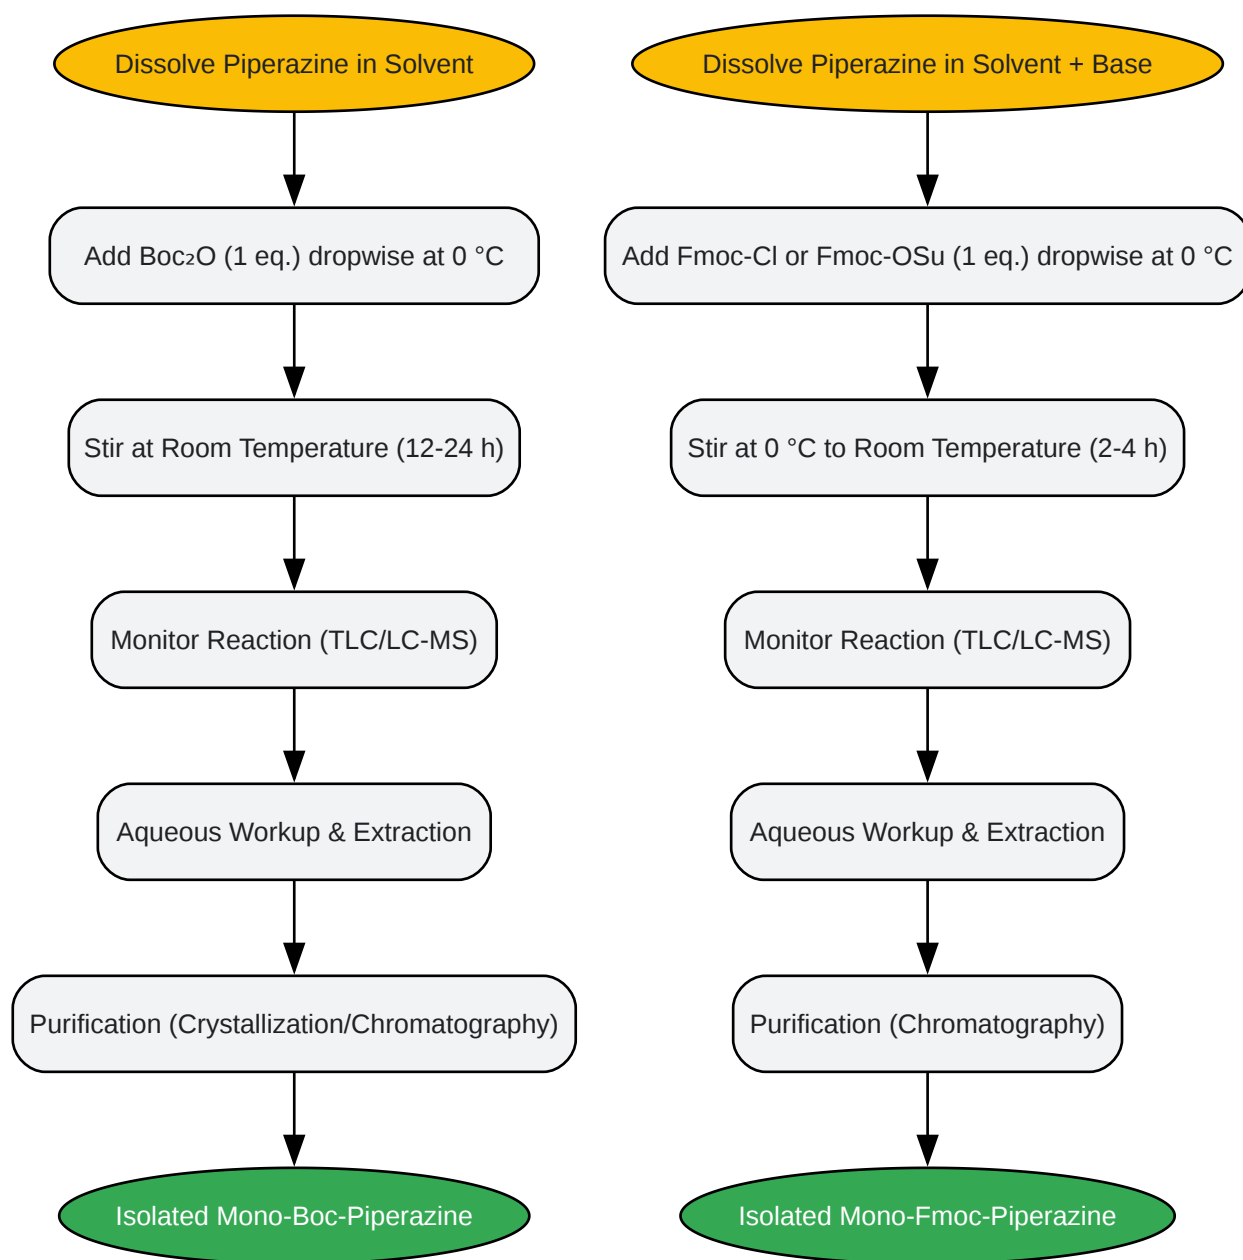 Dissolve Piperazine in Solvent
Add Boc₂O (1 eq.) dropwise at 0 °C
Stir at Room Temperature (12-24 h)
Monitor Reaction (TLC/LC-MS)
Aqueous Workup & Extraction
Purification (Crystallization/Chromatography)
Isolated Mono-Boc-Piperazine
Dissolve Piperazine in Solvent + Base
Add Fmoc-Cl or Fmoc-OSu (1 eq.) dropwise at 0 °C
Stir at 0 °C to Room Temperature (2-4 h)
Monitor Reaction (TLC/LC-MS)
Aqueous Workup & Extraction
Purification (Chromatography)
Isolated Mono-Fmoc-Piperazine